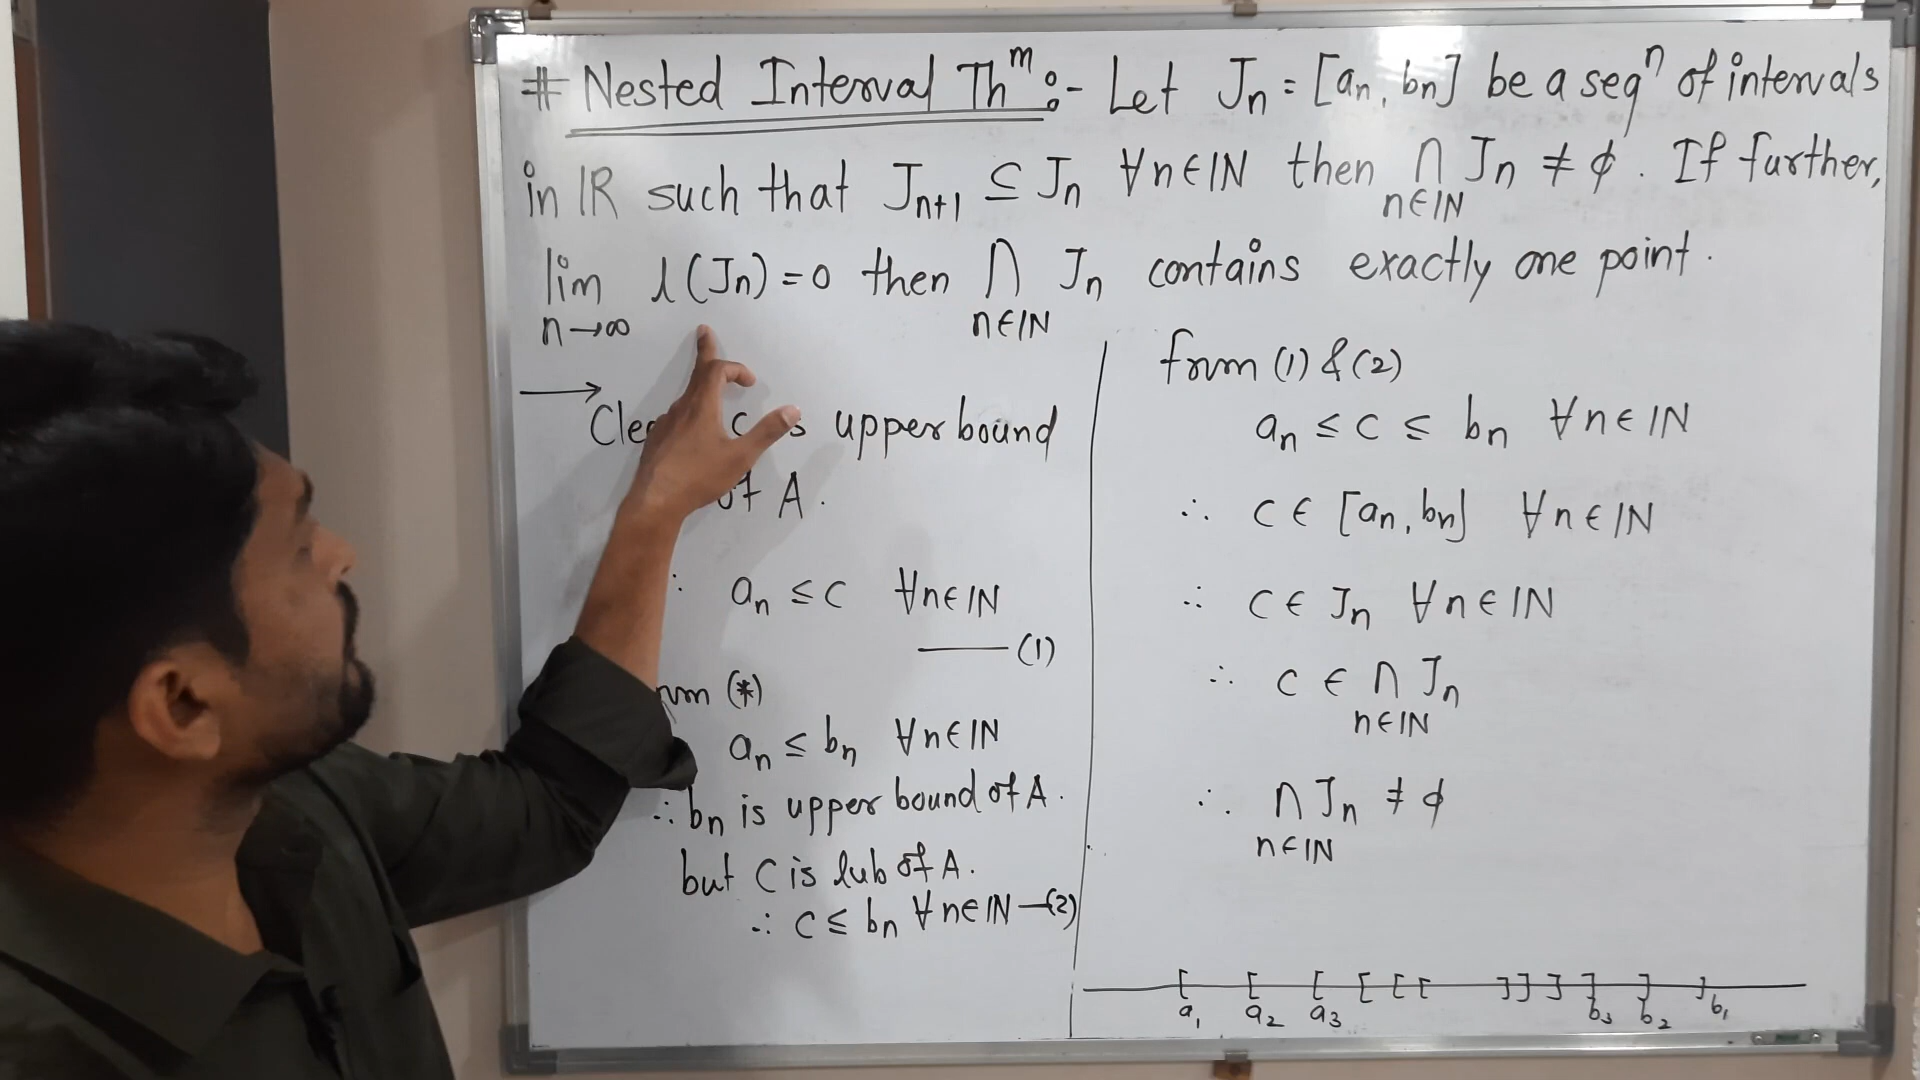 # Nested Interval Thᵐ :- Let Jₙ = [aₙ, bₙ] be a seqⁿ of intervals
in IR such that Jₙ₊₁ ⊆ Jₙ ∀n∈IN then ∩ Jₙ ≠ ϕ. If further,
n∈IN
lim l(Jₙ) = 0 then ∩ Jₙ contains exactly one point.
n→∞ n∈IN
→
C is upper bound
of A.
∴ aₙ ≤ c ∀n∈IN
—— (1)
(*)
aₙ ≤ bₙ ∀n∈IN
∴ bₙ is upper bound of A.
but C is lub of A.
∴ C ≤ bₙ ∀n∈IN —(2)
from (1) & (2)
aₙ ≤ c ≤ bₙ ∀n∈IN
∴ C ∈ [aₙ, bₙ] ∀n∈IN
∴ C ∈ Jₙ ∀n∈IN
∴ C ∈ ∩ Jₙ
n∈IN
∴ ∩ Jₙ ≠ ϕ
n∈IN
[ [ [ [ [ [ ] ] ] ] ] ]
a₁ a₂ a₃ b₃ b₂ b₁